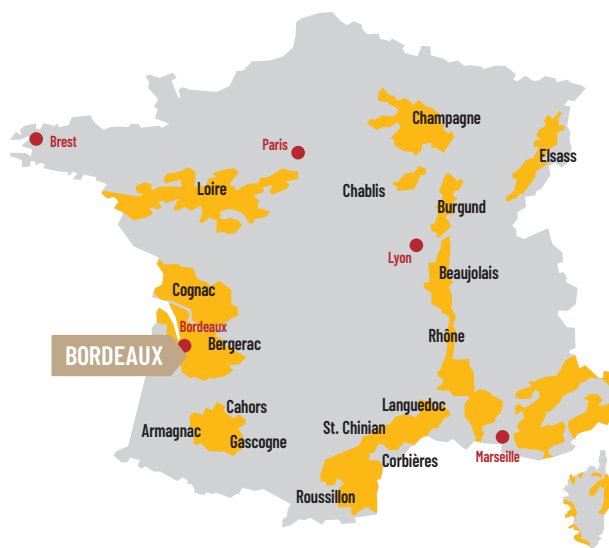 Champagne
Brest
Paris
Elsass
Loire
Chablis
Burgund
Lyon
Beaujolais
Cognac
Bordeaux
Rhône
Bergerac
BORDEAUX
Languedoc
Cahors
St. Chinian
Armagnac
Gascogne
Marseille
Corbières
Roussillon